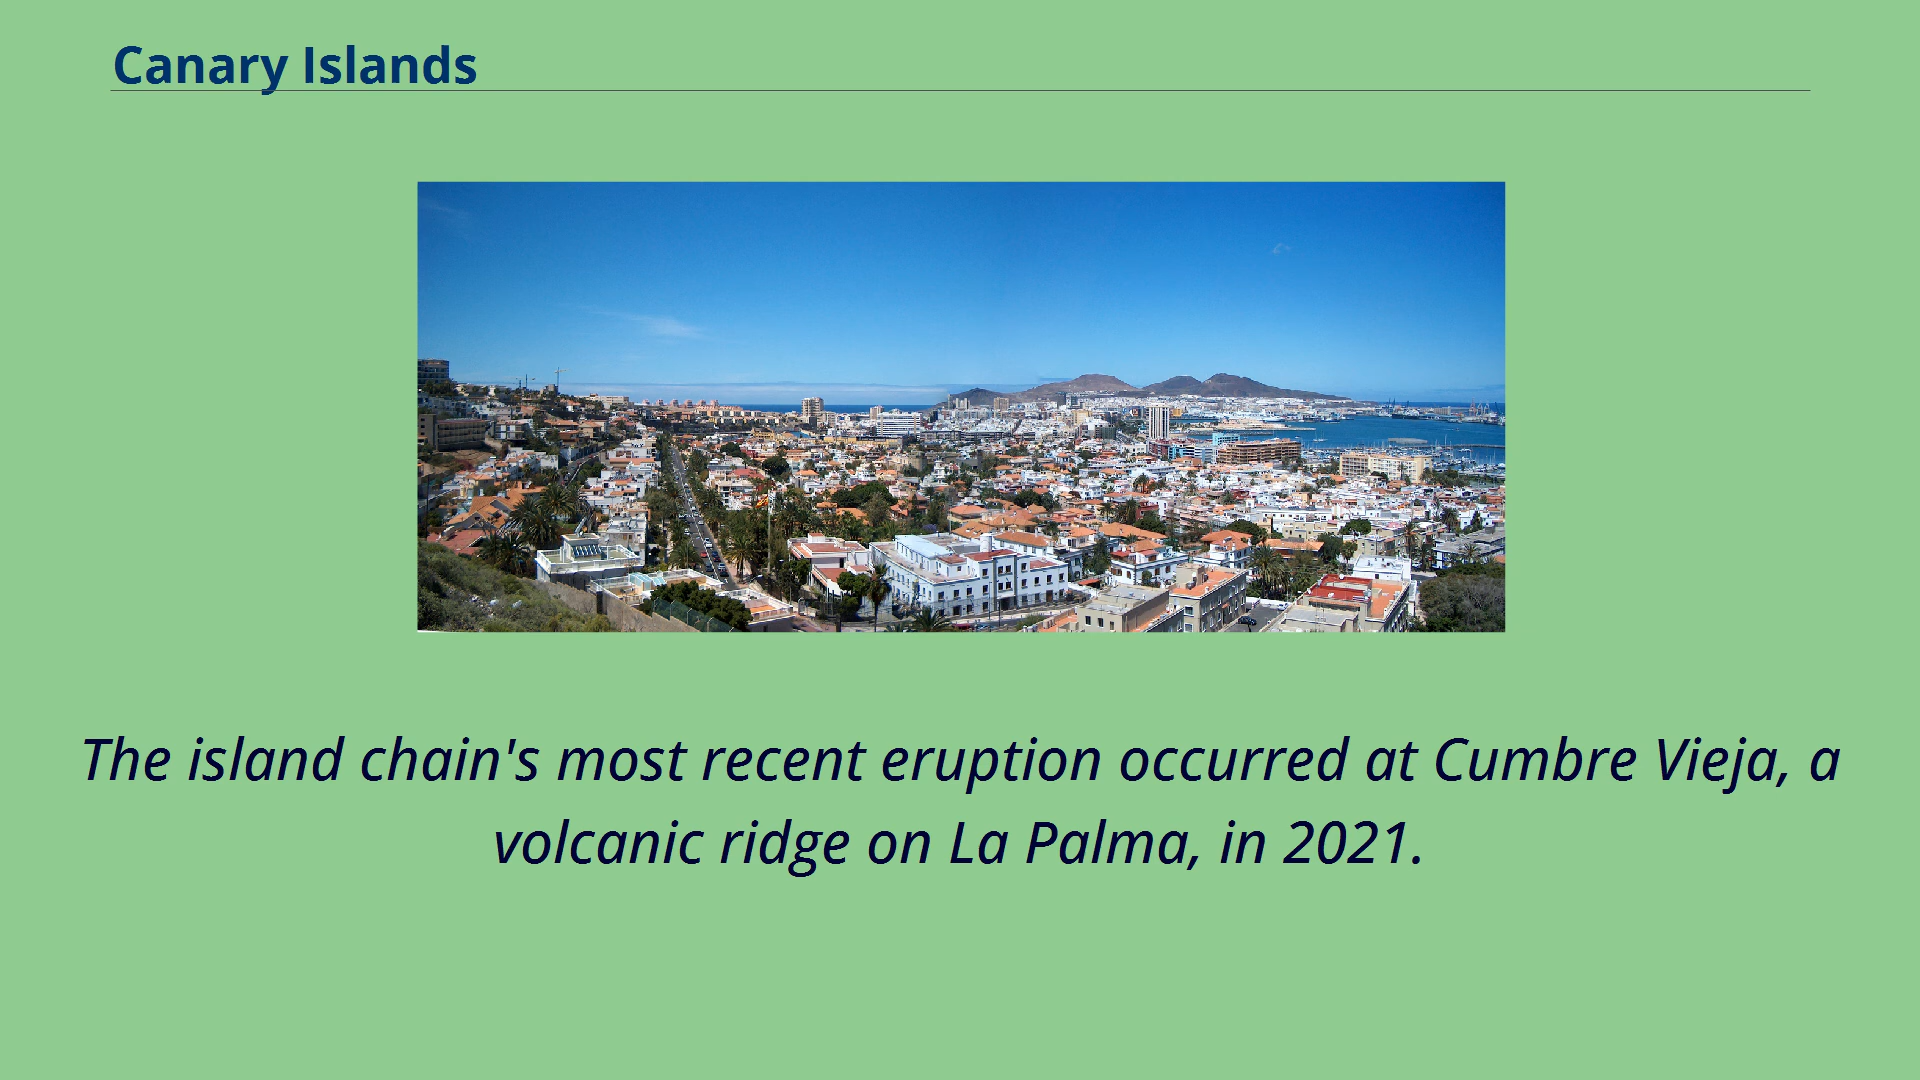 Canary Islands
The island chain's most recent eruption occurred at Cumbre Vieja, a
volcanic ridge on La Palma, in 2021.